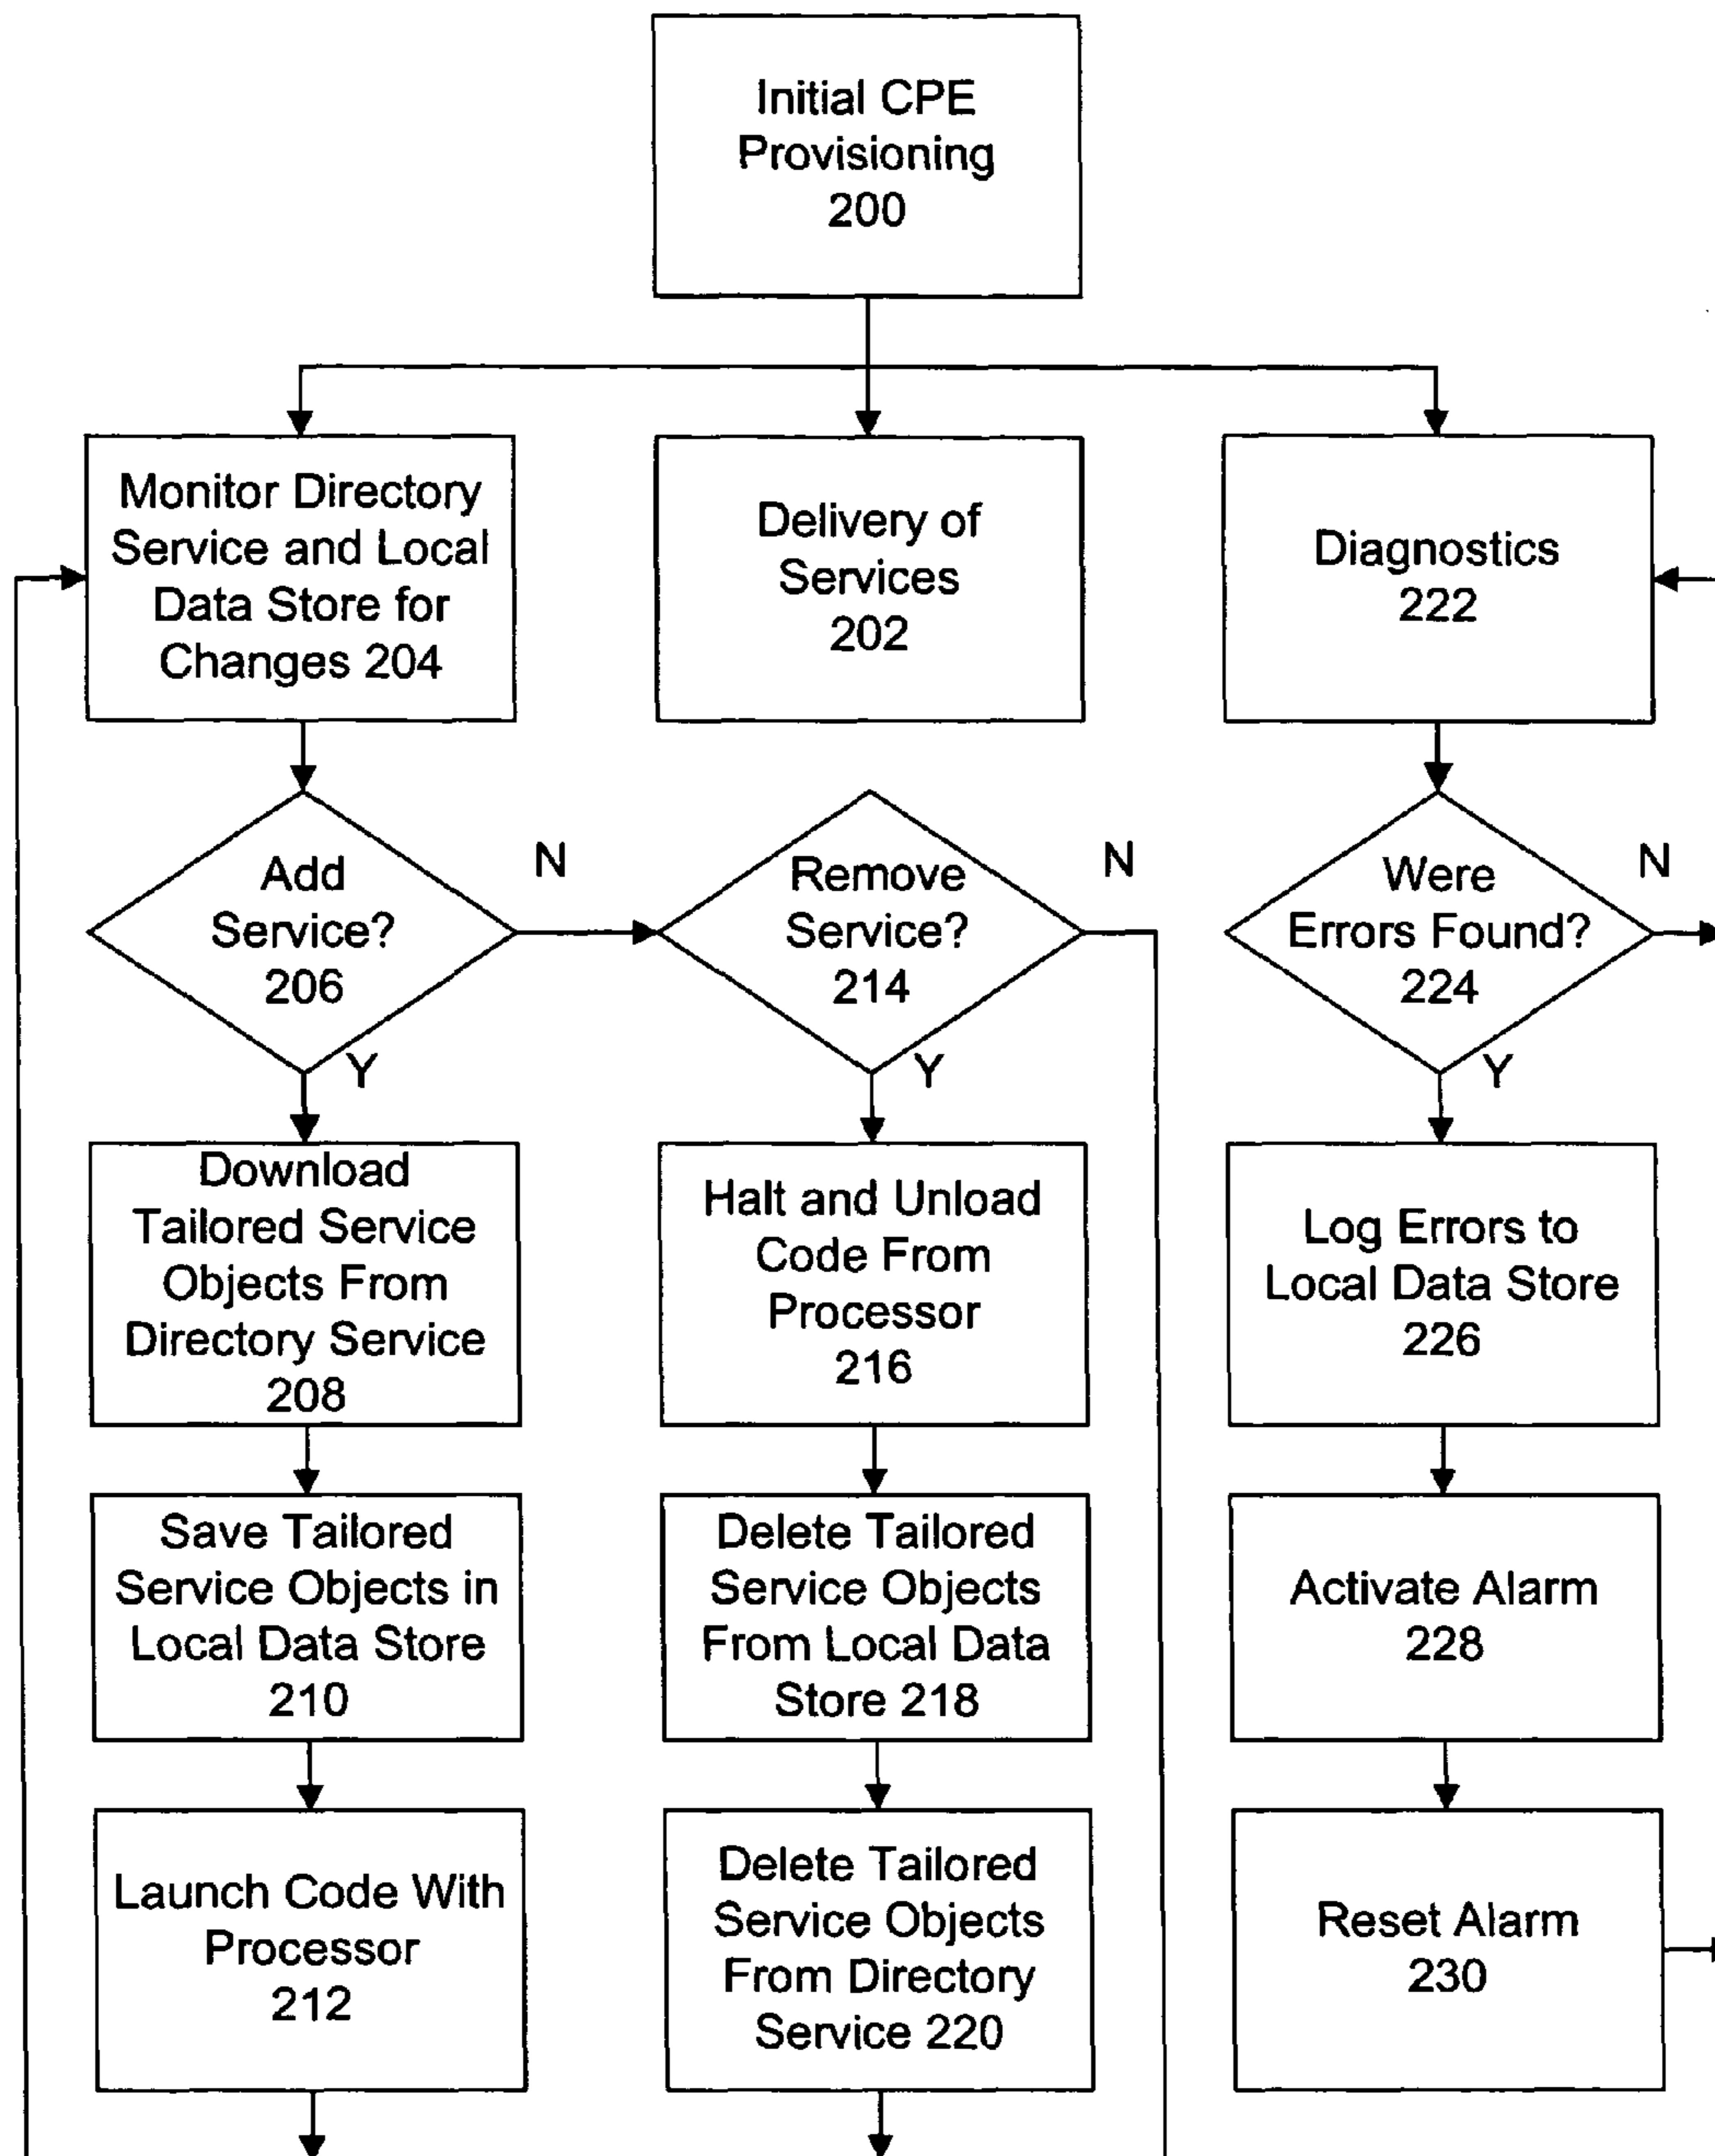 Initial CPE
Provisioning
200
Monitor Directory
Service and Local
Data Store for
Changes 204
Delivery of
Services
202
Diagnostics
222
Add
Service?
206
N
Y
Remove
Service?
214
N
Y
Were
Errors Found?
224
N
Y
Download
Tailored Service
Objects From
Directory Service
208
Halt and Unload
Code From
Processor
216
Log Errors to
Local Data Store
226
Save Tailored
Service Objects in
Local Data Store
210
Delete Tailored
Service Objects
From Local Data
Store 218
Activate Alarm
228
Launch Code With
Processor
212
Delete Tailored
Service Objects
From Directory
Service 220
Reset Alarm
230